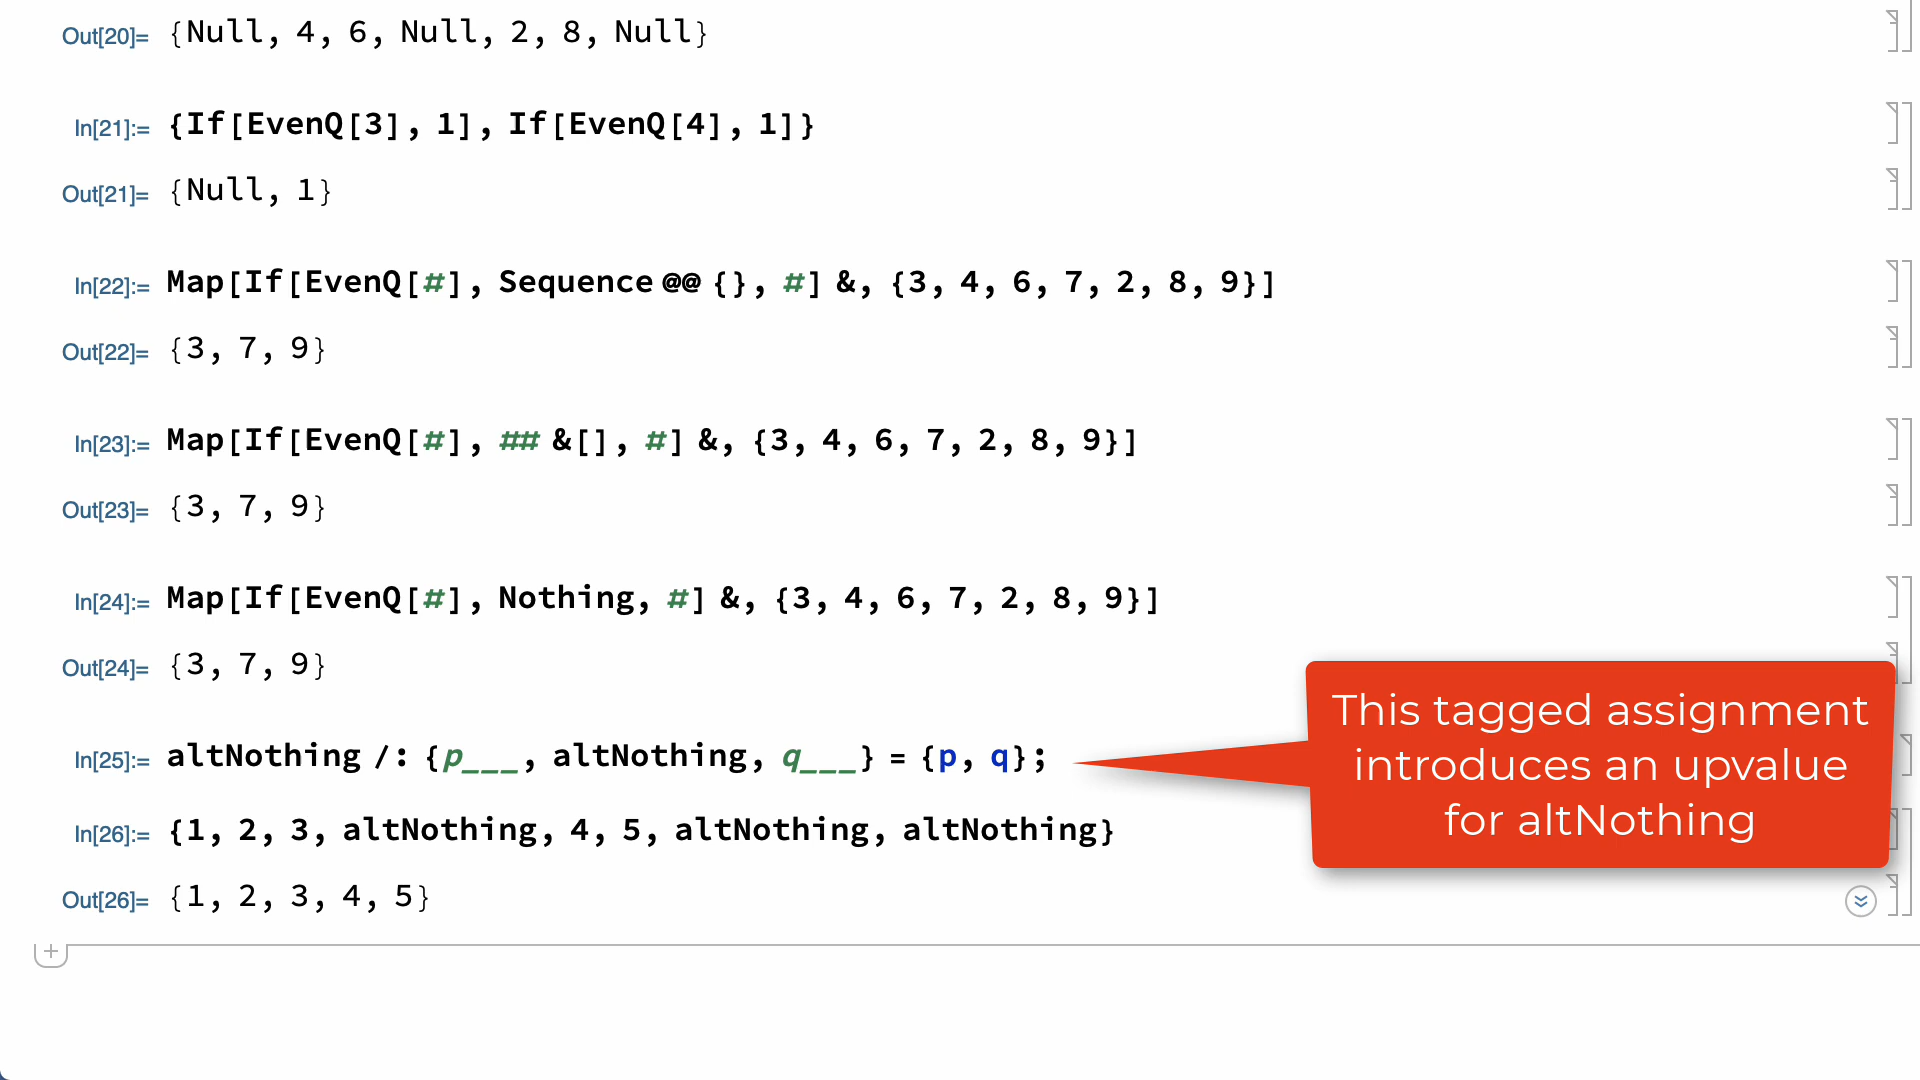 Out[20]= {Null, 4, 6, Null, 2, 8, Null}
In[21]:= {If[EvenQ[3], 1], If[EvenQ[4], 1]}
Out[21]= {Null, 1}
In[22]:= Map[If[EvenQ[#], Sequence @@ {}, #] &, {3, 4, 6, 7, 2, 8, 9}]
Out[22]= {3, 7, 9}
In[23]:= Map[If[EvenQ[#], ## &[], #] &, {3, 4, 6, 7, 2, 8, 9}]
Out[23]= {3, 7, 9}
In[24]:= Map[If[EvenQ[#], Nothing, #] &, {3, 4, 6, 7, 2, 8, 9}]
Out[24]= {3, 7, 9}
In[25]:= altNothing /: {p___, altNothing, q___} = {p, q};
This tagged assignment
introduces an upvalue
for altNothing
In[26]:= {1, 2, 3, altNothing, 4, 5, altNothing, altNothing}
Out[26]= {1, 2, 3, 4, 5}